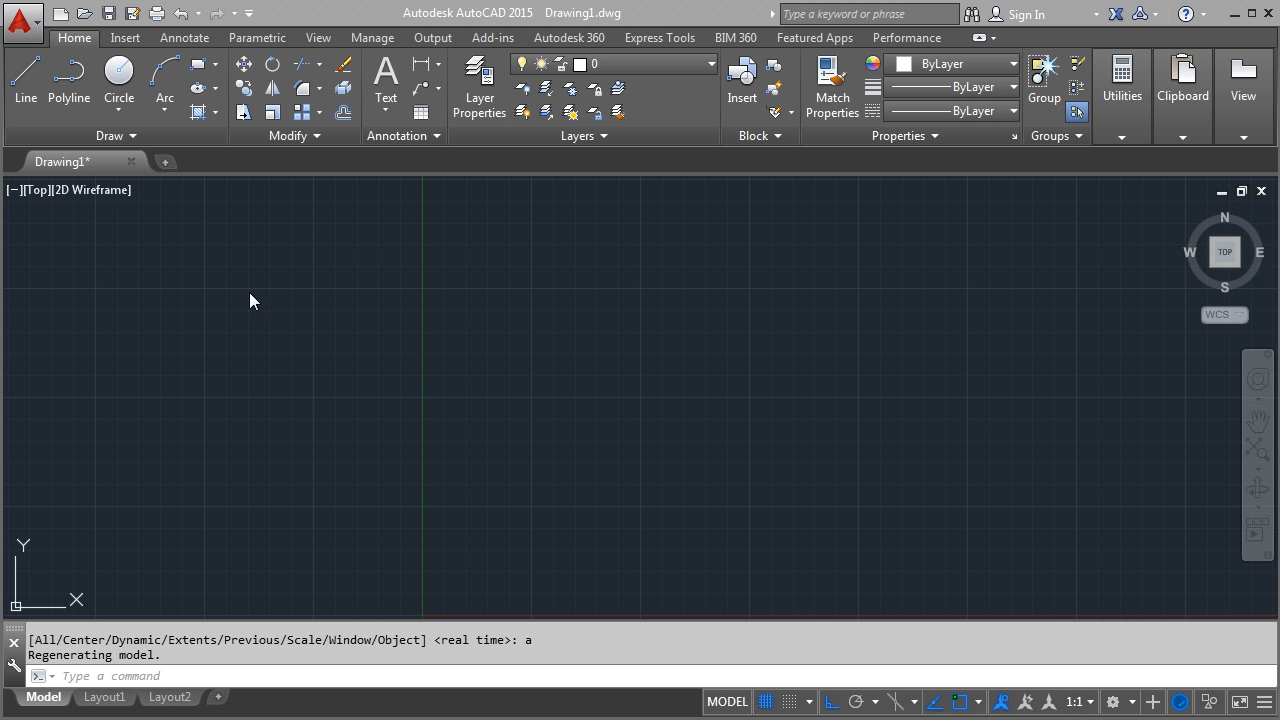 Autodesk AutoCAD 2015 Drawing1.dwg
Type a keyword or phrase
Sign In
Home Insert Annotate Parametric View Manage Output Add-ins Autodesk 360 Express Tools BIM 360 Featured Apps Performance
Line Polyline Circle Arc
Draw
Modify
A
Text
Annotation
Layer
Properties
0
Layers
Insert
Block
Match
Properties
ByLayer
ByLayer
ByLayer
Properties
Group
Groups
Utilities
Clipboard
View
Drawing1*
[−][Top][2D Wireframe]
N
W TOP E
S
WCS
Y
X
[All/Center/Dynamic/Extents/Previous/Scale/Window/Object] <real time>: a
Regenerating model.
Type a command
Model Layout1 Layout2 +
MODEL
1:1